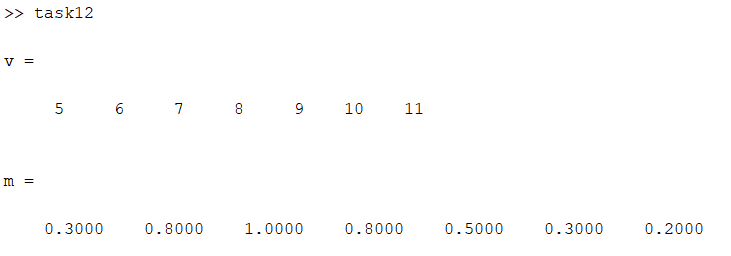 >> task12
v =
5 6 7 8 9 10 11
m =
0.3000 0.8000 1.0000 0.8000 0.5000 0.3000 0.2000